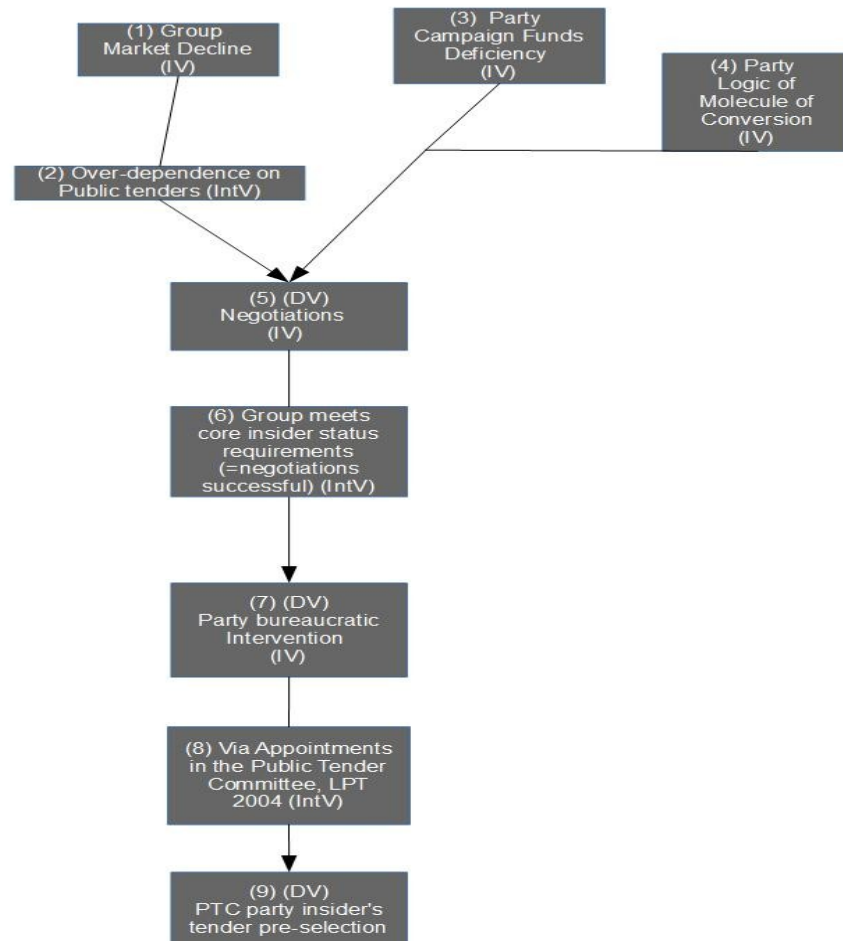 (1) Group
Market Decline
(IV)
(3) Party
Campaign Funds
Deficiency
(IV)
(4) Party
Logic of
Molecule of
Conversion
(IV)
(2) Over-dependence on
Public tenders (IntV)
(5) (DV)
Negotiations
(IV)
(6) Group meets
core insider status
requirements
(=negotiations
successful) (IntV)
(7) (DV)
Party bureaucratic
Intervention
(IV)
(8) Via Appointments
in the Public Tender
Committee, LPT
2004 (IntV)
(9) (DV)
PTC party insider's
tender pre-selection